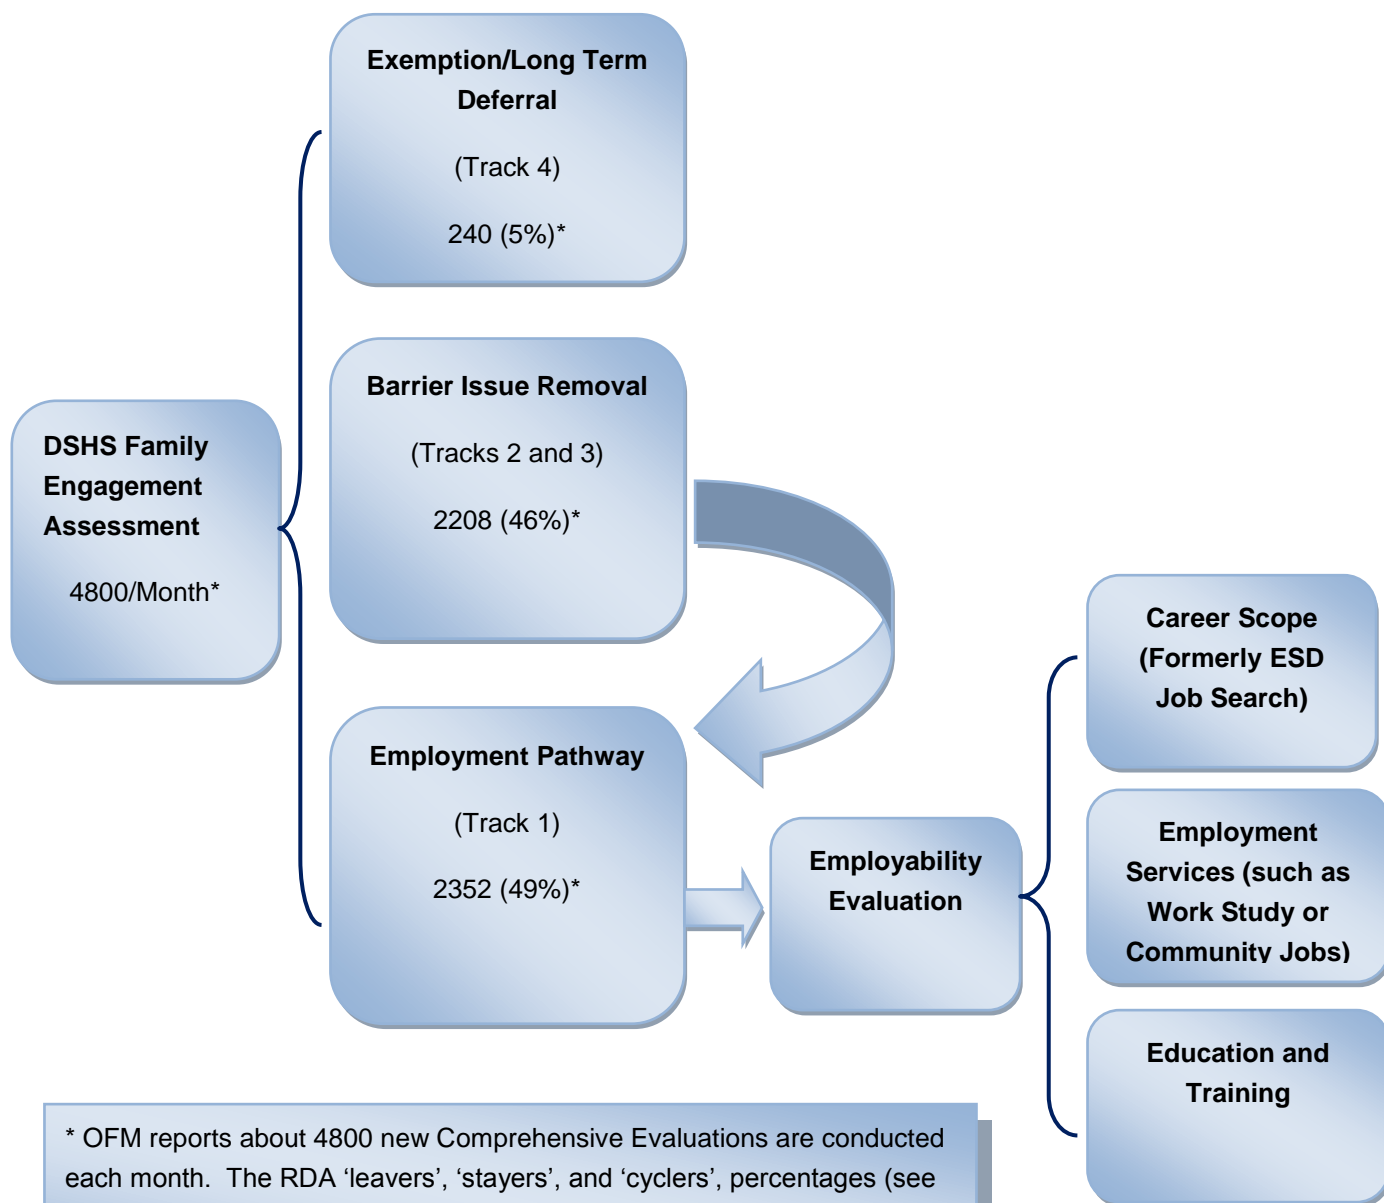 DSHS Family
Engagement
Assessment
4800/Month*
Exemption/Long Term
Deferral
(Track 4)
240 (5%)*
Barrier Issue Removal
(Tracks 2 and 3)
2208 (46%)*
Employment Pathway
(Track 1)
2352 (49%)*
Employability
Evaluation
Career Scope
(Formerly ESD
Job Search)
Employment
Services (such as
Work Study or
Community Jobs)
Education and
Training
* OFM reports about 4800 new Comprehensive Evaluations are conducted
each month.  The RDA ‘leavers’, ‘stayers’, and ‘cyclers’, percentages (see